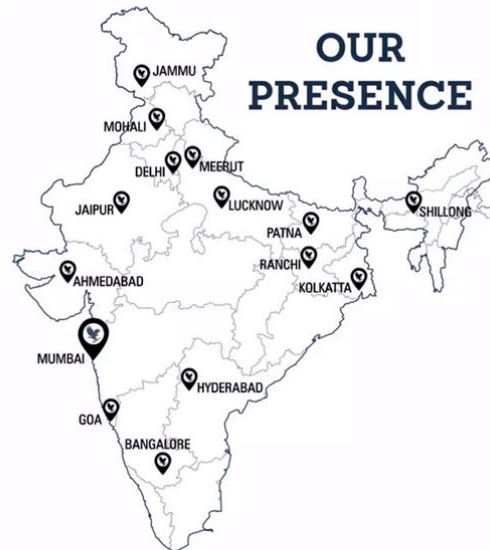 OUR
PRESENCE
JAMMU
MOHALI
DELHI
MEERUT
JAIPUR
LUCKNOW
PATNA
SHILLONG
RANCHI
AHMEDABAD
KOLKATTA
MUMBAI
HYDERABAD
GOA
BANGALORE